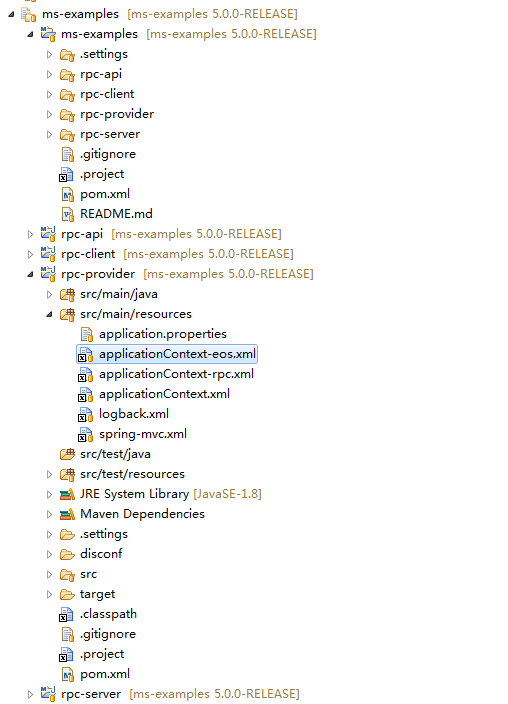 ms-examples [ms-examples 5.0.0-RELEASE]
ms-examples [ms-examples 5.0.0-RELEASE]
.settings
rpc-api
rpc-client
rpc-provider
rpc-server
.gitignore
.project
pom.xml
README.md
rpc-api [ms-examples 5.0.0-RELEASE]
rpc-client [ms-examples 5.0.0-RELEASE]
rpc-provider [ms-examples 5.0.0-RELEASE]
src/main/java
src/main/resources
application.properties
applicationContext-eos.xml
applicationContext-rpc.xml
applicationContext.xml
logback.xml
spring-mvc.xml
src/test/java
src/test/resources
JRE System Library [JavaSE-1.8]
Maven Dependencies
.settings
disconf
src
target
.classpath
.gitignore
.project
pom.xml
rpc-server [ms-examples 5.0.0-RELEASE]